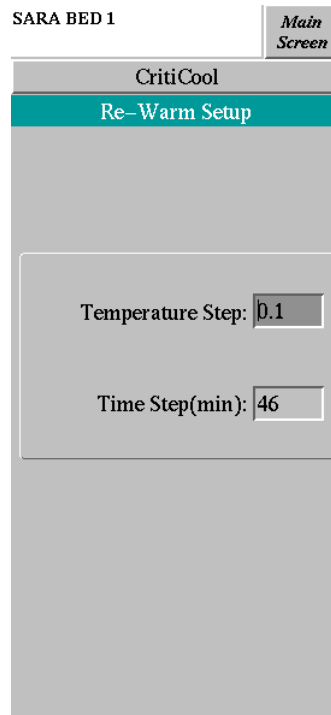 SARA BED 1
Main
Screen
CritiCool
Re-Warm Setup
Temperature Step: 0.1
Time Step(min): 46